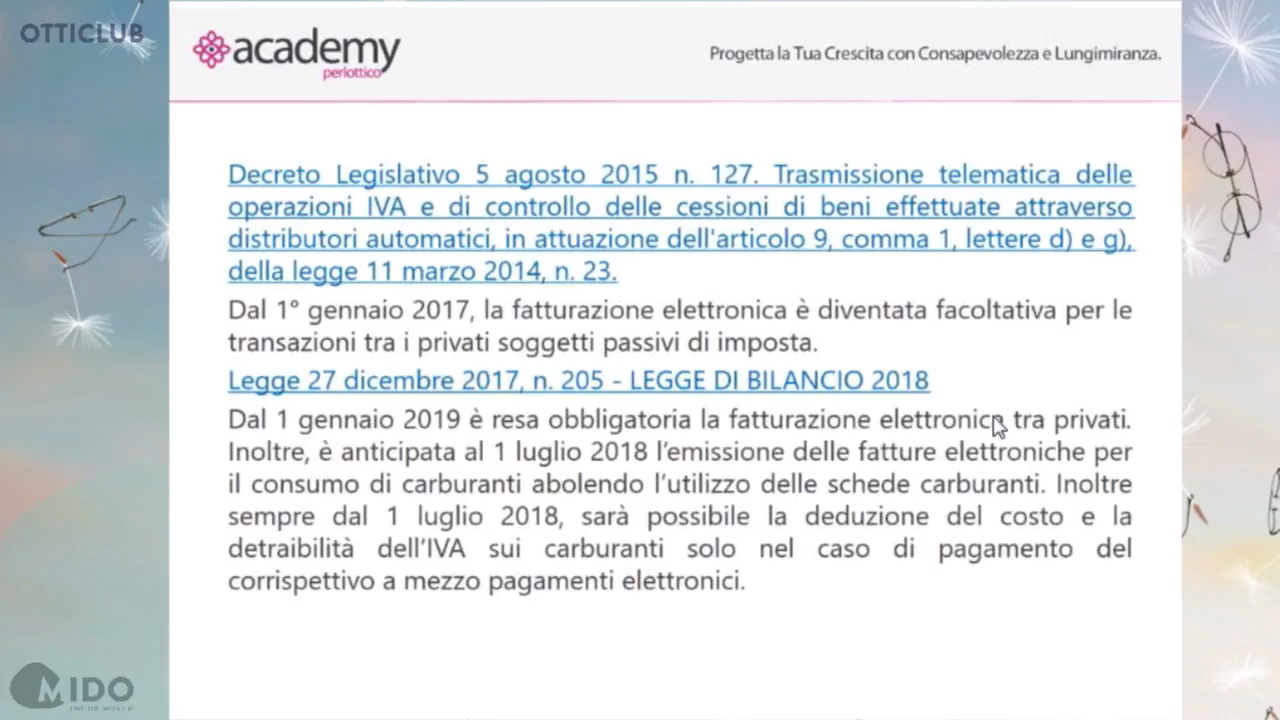 OTTICLUB
academy
perlottico
Progetta la Tua Crescita con Consapevolezza e Lungimiranza.
Decreto Legislativo 5 agosto 2015 n. 127. Trasmissione telematica delle
operazioni IVA e di controllo delle cessioni di beni effettuate attraverso
distributori automatici, in attuazione dell'articolo 9, comma 1, lettere d) e g),
della legge 11 marzo 2014, n. 23.
Dal 1° gennaio 2017, la fatturazione elettronica è diventata facoltativa per le
transazioni tra i privati soggetti passivi di imposta.
Legge 27 dicembre 2017, n. 205 - LEGGE DI BILANCIO 2018
Dal 1 gennaio 2019 è resa obbligatoria la fatturazione elettronica tra privati.
Inoltre, è anticipata al 1 luglio 2018 l’emissione delle fatture elettroniche per
il consumo di carburanti abolendo l’utilizzo delle schede carburanti. Inoltre
sempre dal 1 luglio 2018, sarà possibile la deduzione del costo e la
detraibilità dell’IVA sui carburanti solo nel caso di pagamento del
corrispettivo a mezzo pagamenti elettronici.
MIDO